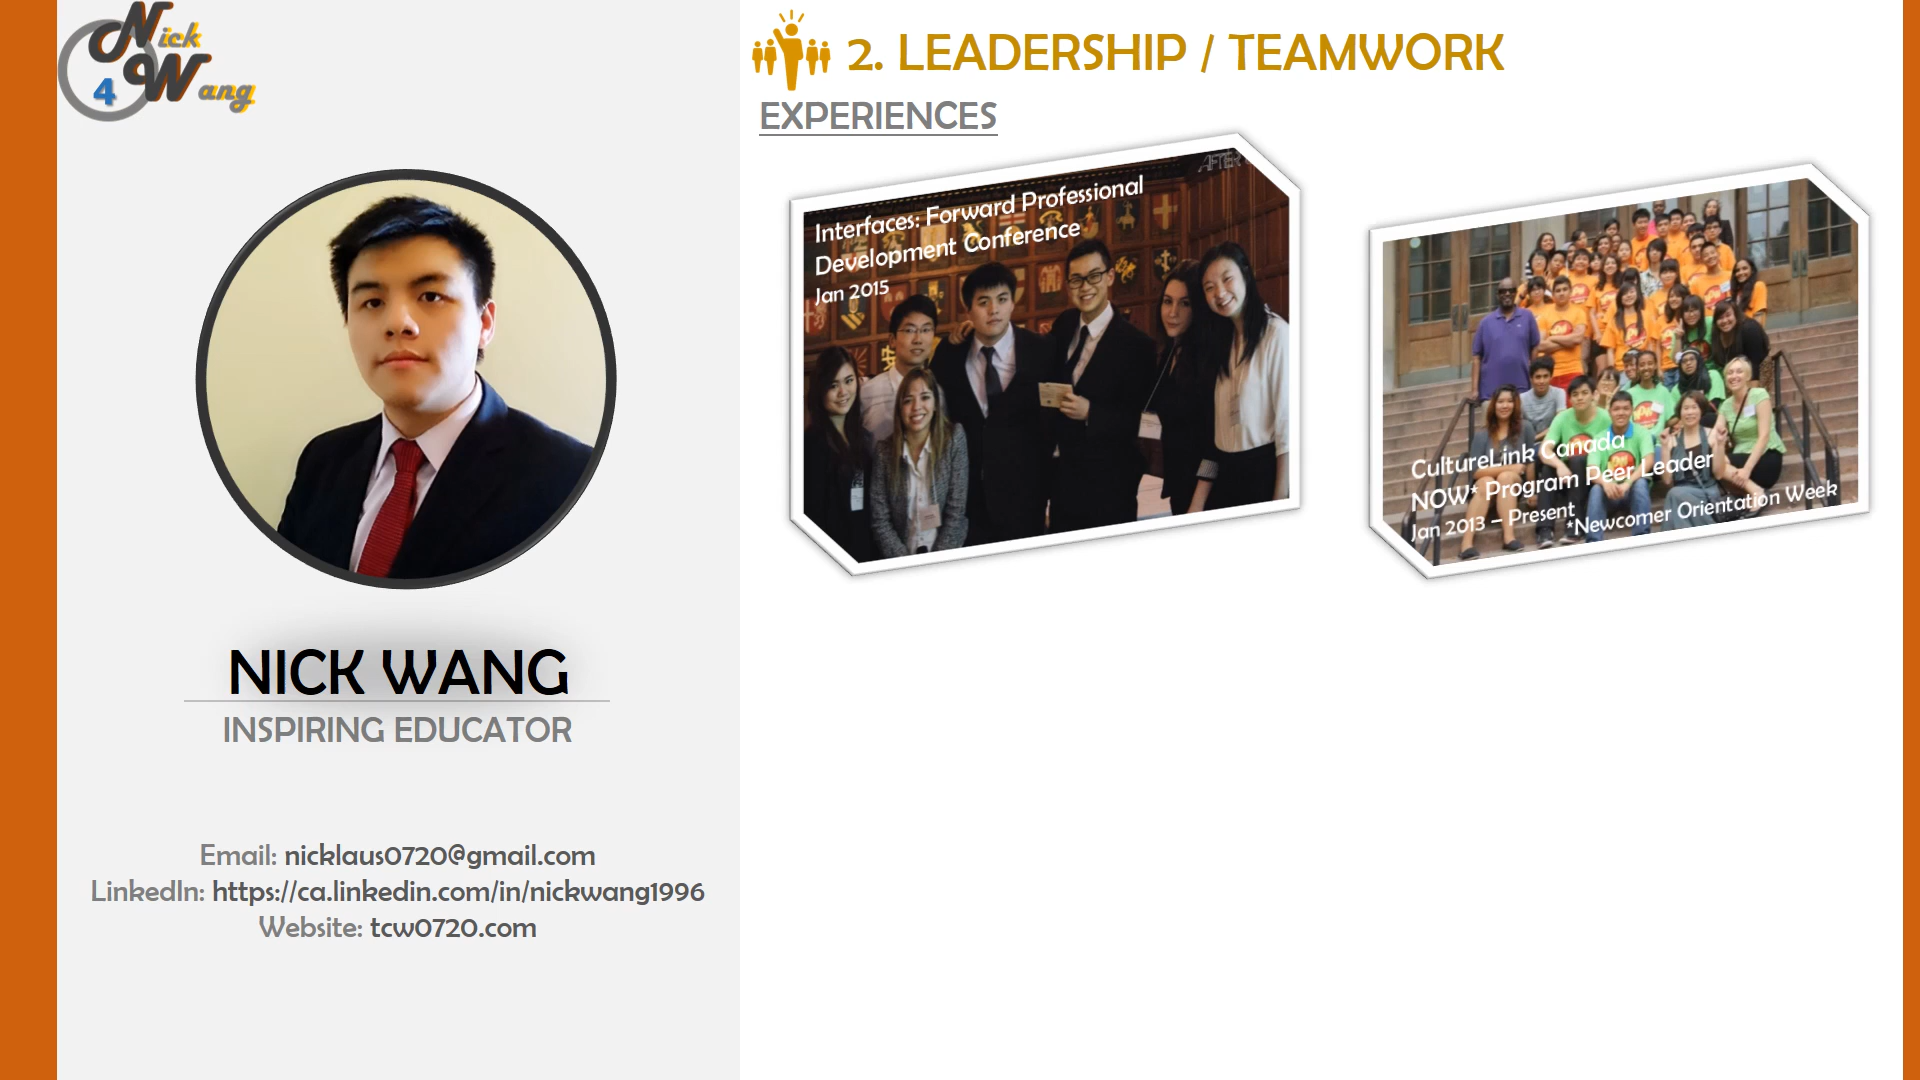 Nick
4 Wang
NICK WANG
INSPIRING EDUCATOR
Email: nicklaus0720@gmail.com
LinkedIn: https://ca.linkedin.com/in/nickwang1996
Website: tcw0720.com
2. LEADERSHIP / TEAMWORK
EXPERIENCES
Interfaces: Forward Professional
Development Conference
Jan 2015
AFTER
CultureLink Canada
NOW* Program Peer Leader
Jan 2013 – Present
*Newcomer Orientation Week